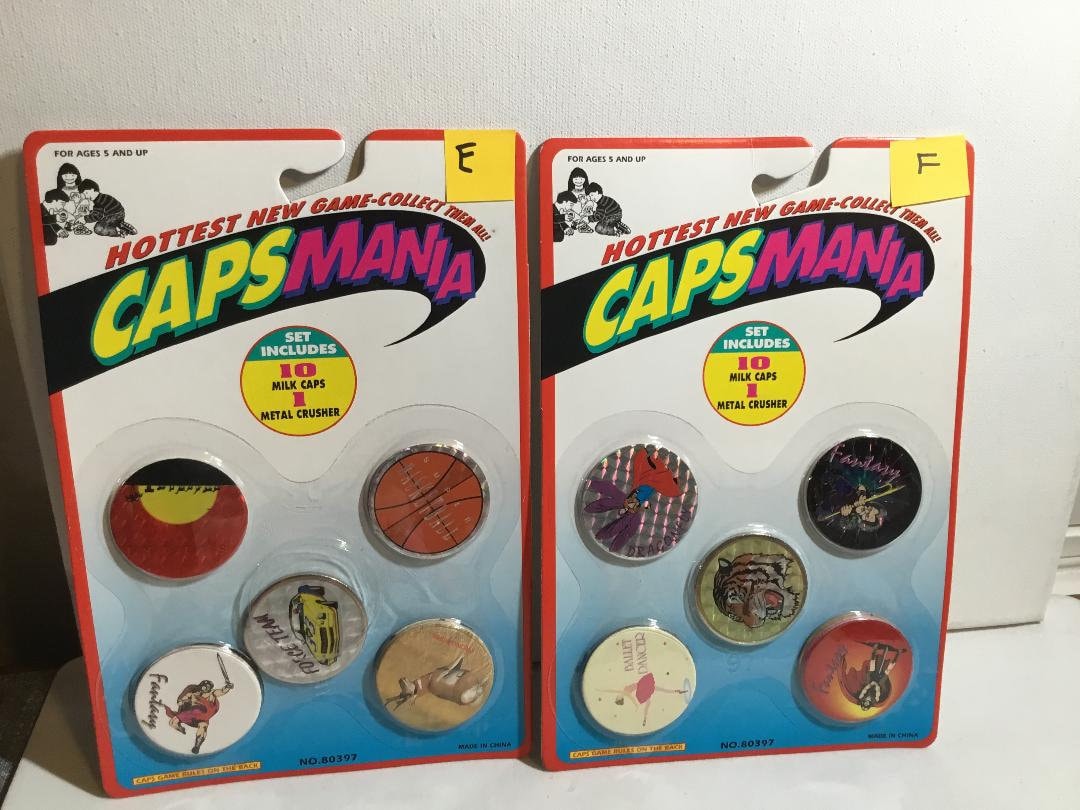 FOR AGES 5 AND UP
E
HOTTEST NEW GAME-COLLECT THEM ALL!
CAPSMANIA
SET
INCLUDES
10
MILK CAPS
1
METAL CRUSHER
FORCE TEAM
Fantasy
CAPS GAME RULES ON THE BACK
NO.80397
MADE IN CHINA
FOR AGES 5 AND UP
F
HOTTEST NEW GAME-COLLECT THEM ALL!
CAPSMANIA
SET
INCLUDES
10
MILK CAPS
1
METAL CRUSHER
Fantasy
BALLET
DANCER
Fantasy
CAPS GAME RULES ON THE BACK
NO.80397
MADE IN CHINA